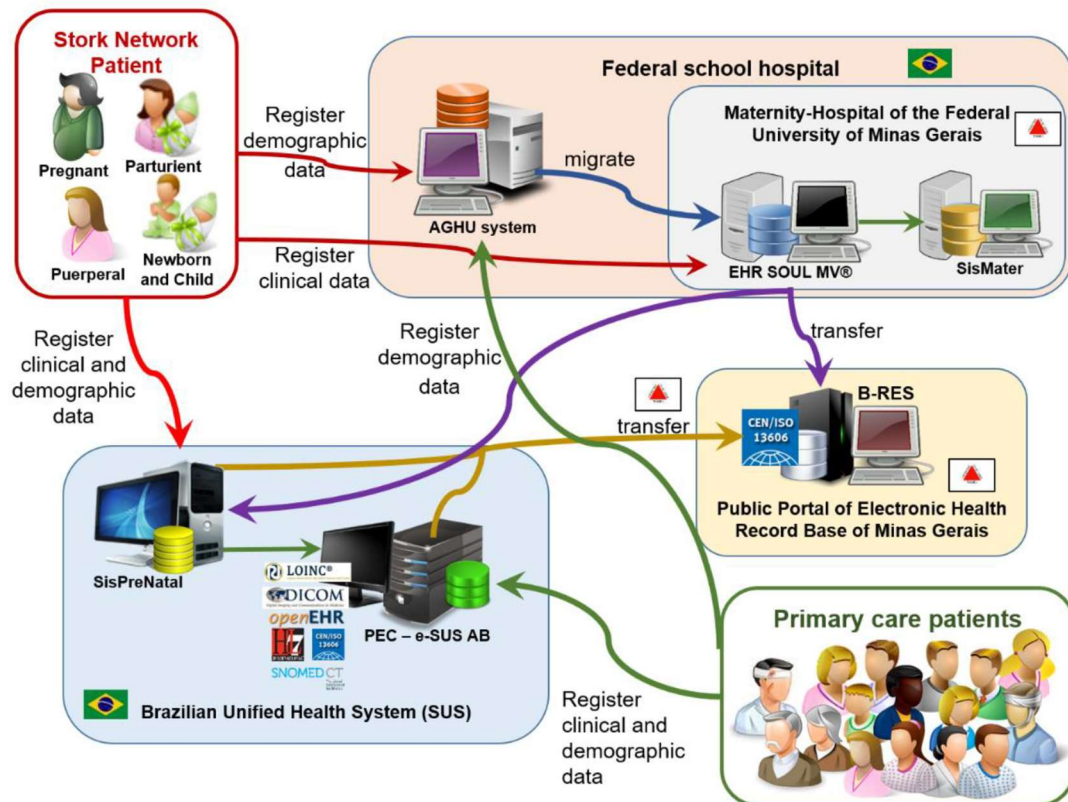 Stork Network
Patient
Pregnant
Parturient
Puerperal
Newborn
and Child
Register
demographic
data
Register
clinical data
Federal school hospital
AGHU system
migrate
Maternity-Hospital of the Federal
University of Minas Gerais
EHR SOUL MV®
SisMater
Register
clinical and
demographic
data
Register
demographic
data
transfer
transfer
B-RES
CEN/ISO
13606
Public Portal of Electronic Health
Record Base of Minas Gerais
SisPreNatal
LOINC®
DICOM
openEHR
CEN/ISO
13606
SNOMED CT
PEC – e-SUS AB
Brazilian Unified Health System (SUS)
Register
clinical and
demographic
data
Primary care patients